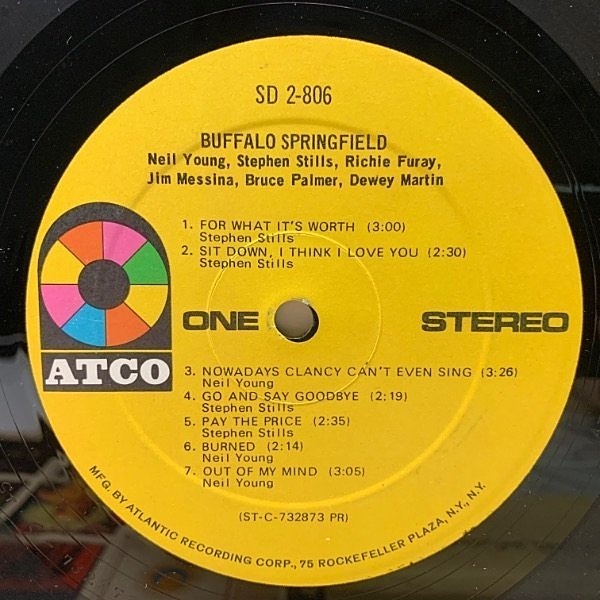 SD 2-806
BUFFALO SPRINGFIELD
Neil Young, Stephen Stills, Richie Furay,
Jim Messina, Bruce Palmer, Dewey Martin
1. FOR WHAT IT'S WORTH (3:00)
Stephen Stills
2. SIT DOWN, I THINK I LOVE YOU (2:30)
Stephen Stills
ONE STEREO
ATCO
3. NOWADAYS CLANCY CAN'T EVEN SING (3:26)
Neil Young
4. GO AND SAY GOODBYE (2:19)
Stephen Stills
5. PAY THE PRICE (2:35)
Stephen Stills
6. BURNED (2:14)
Neil Young
7. OUT OF MY MIND (3:05)
Neil Young
(ST-C-732873 PR)
MFG. BY ATLANTIC RECORDING CORP., 75 ROCKEFELLER PLAZA, N.Y., N.Y.